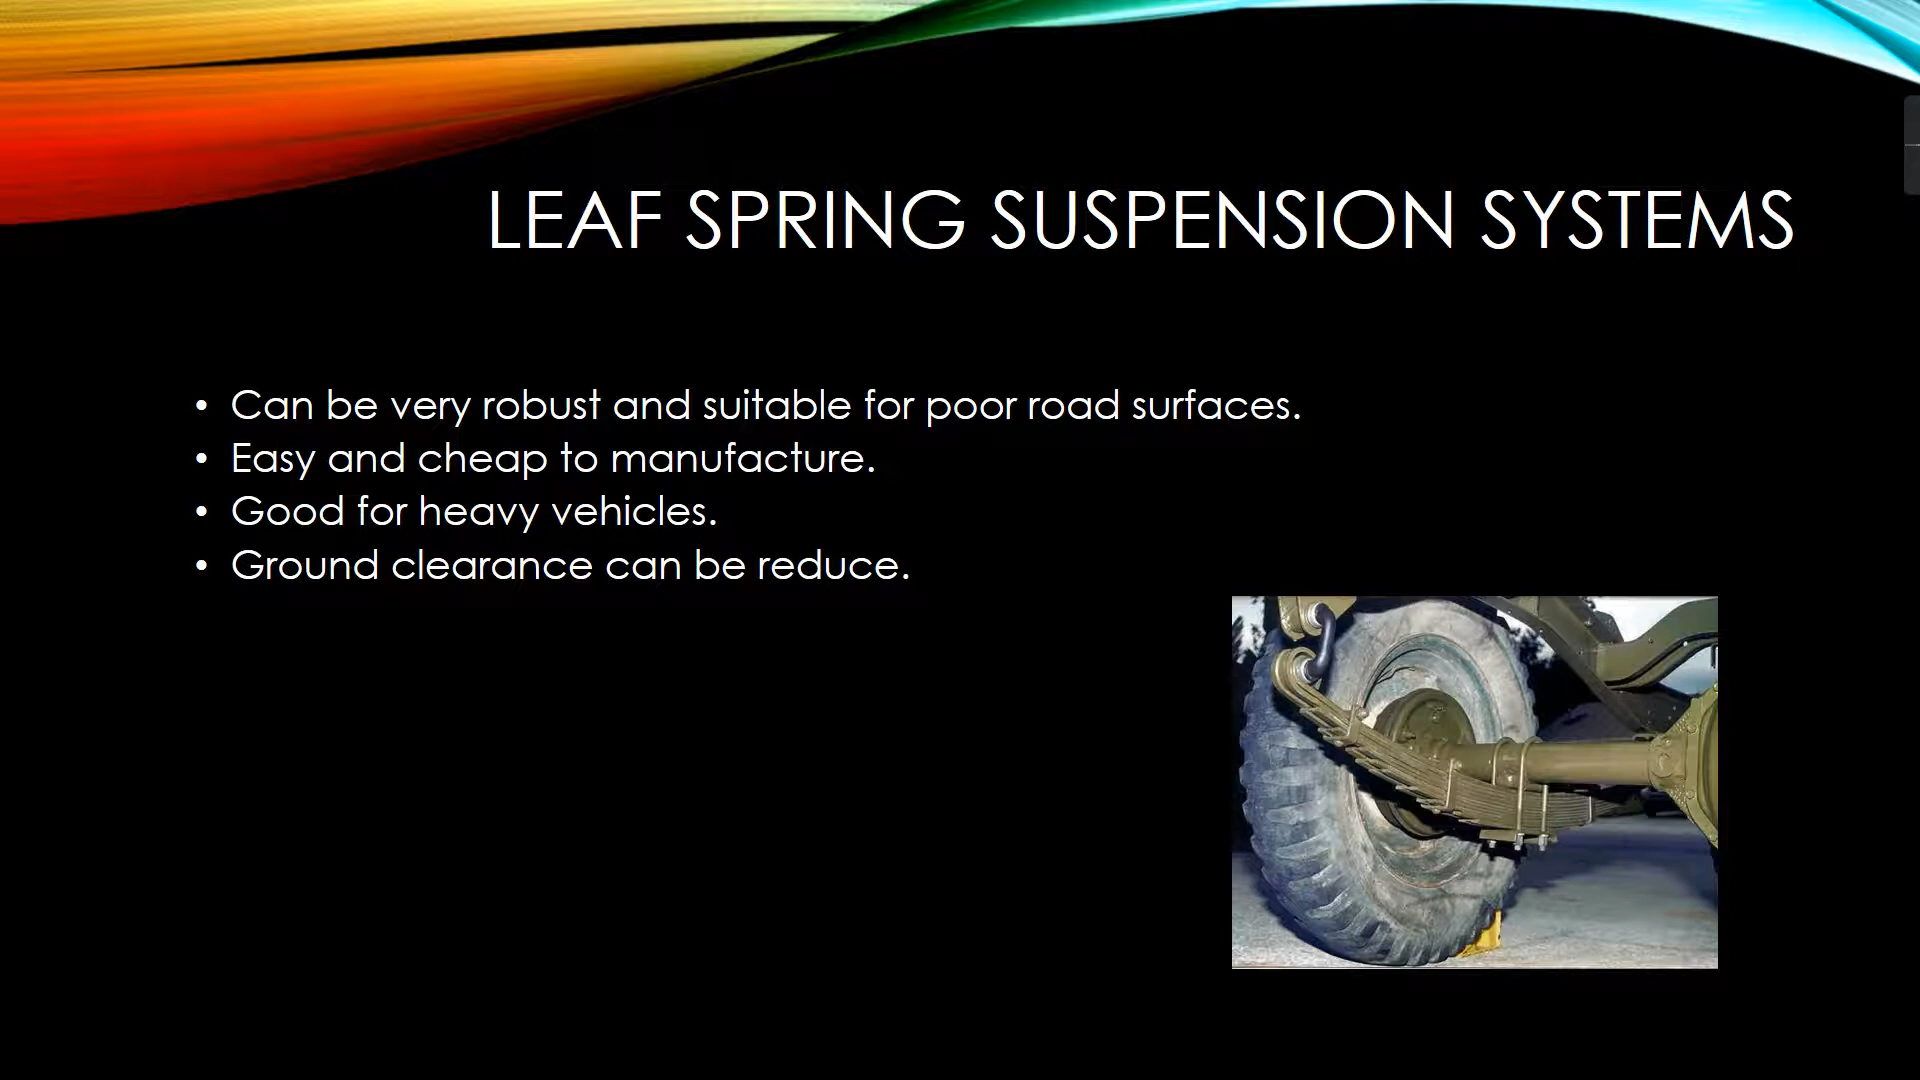 LEAF SPRING SUSPENSION SYSTEMS
• Can be very robust and suitable for poor road surfaces.
• Easy and cheap to manufacture.
• Good for heavy vehicles.
• Ground clearance can be reduce.